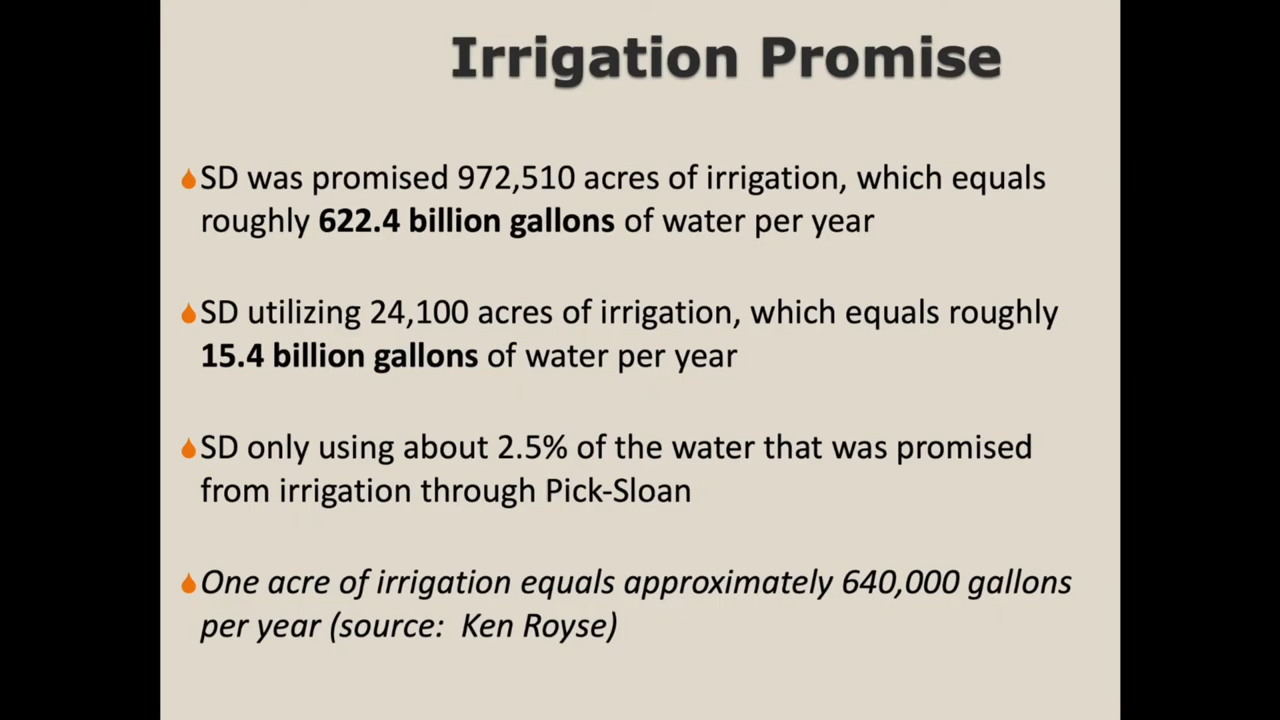 Irrigation Promise
SD was promised 972,510 acres of irrigation, which equals
roughly 622.4 billion gallons of water per year
SD utilizing 24,100 acres of irrigation, which equals roughly
15.4 billion gallons of water per year
SD only using about 2.5% of the water that was promised
from irrigation through Pick-Sloan
One acre of irrigation equals approximately 640,000 gallons
per year (source:  Ken Royse)